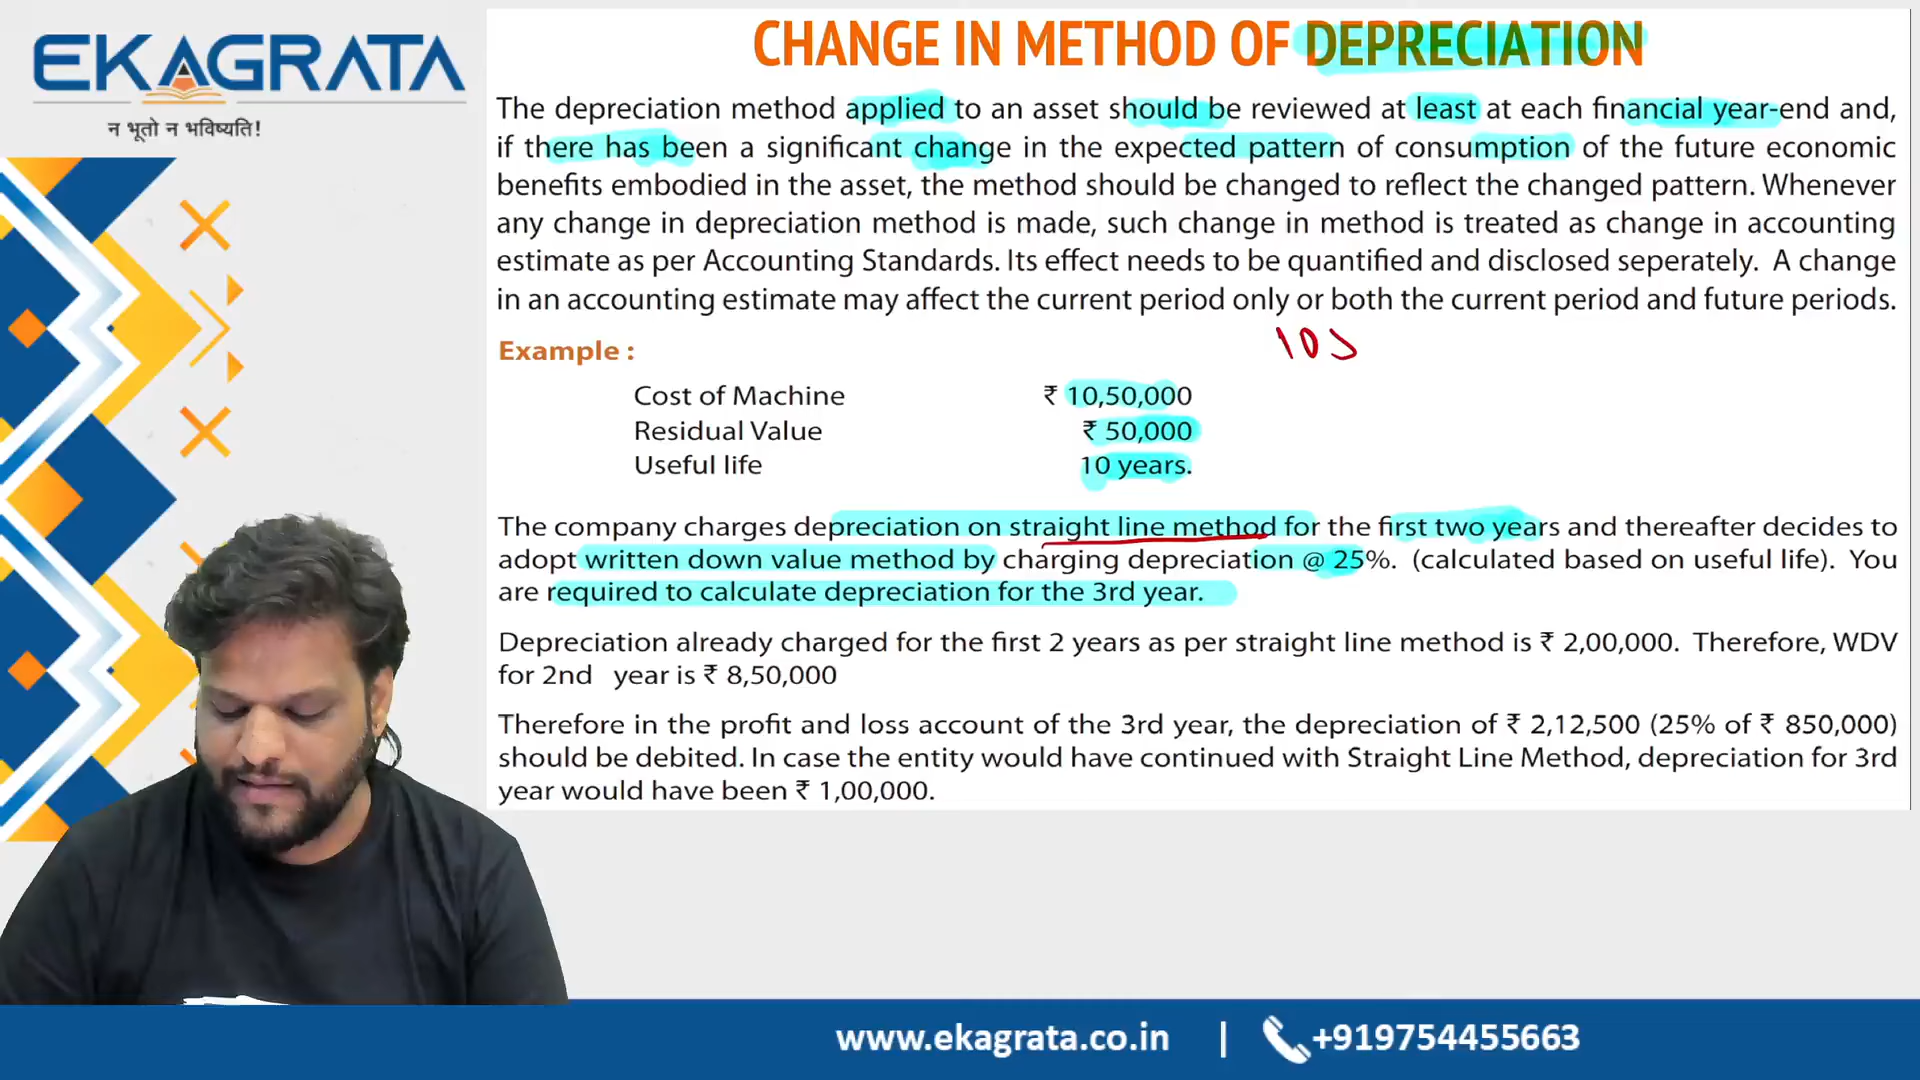 EKAGRATA
न भूतो न भविष्यति!
CHANGE IN METHOD OF DEPRECIATION
The depreciation method applied to an asset should be reviewed at least at each financial year-end and,
if there has been a significant change in the expected pattern of consumption of the future economic
benefits embodied in the asset, the method should be changed to reflect the changed pattern. Whenever
any change in depreciation method is made, such change in method is treated as change in accounting
estimate as per Accounting Standards. Its effect needs to be quantified and disclosed seperately. A change
in an accounting estimate may affect the current period only or both the current period and future periods.
Example :
Cost of Machine ₹ 10,50,000
Residual Value ₹ 50,000
Useful life 10 years.
The company charges depreciation on straight line method for the first two years and thereafter decides to
adopt written down value method by charging depreciation @ 25%. (calculated based on useful life). You
are required to calculate depreciation for the 3rd year.
Depreciation already charged for the first 2 years as per straight line method is ₹ 2,00,000. Therefore, WDV
for 2nd year is ₹ 8,50,000
Therefore in the profit and loss account of the 3rd year, the depreciation of ₹ 2,12,500 (25% of ₹ 850,000)
should be debited. In case the entity would have continued with Straight Line Method, depreciation for 3rd
year would have been ₹ 1,00,000.
www.ekagrata.co.in | +919754455663